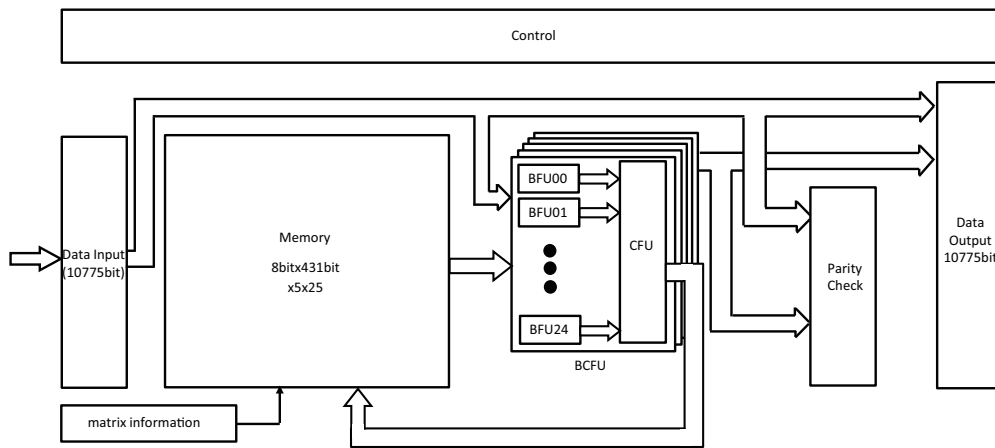 Control
Data Input
(10775bit)
Memory
8bitx431bit
x5x25
matrix information
BFU00
BFU01
BFU24
CFU
BCFU
Parity
Check
Data
Output
10775bit